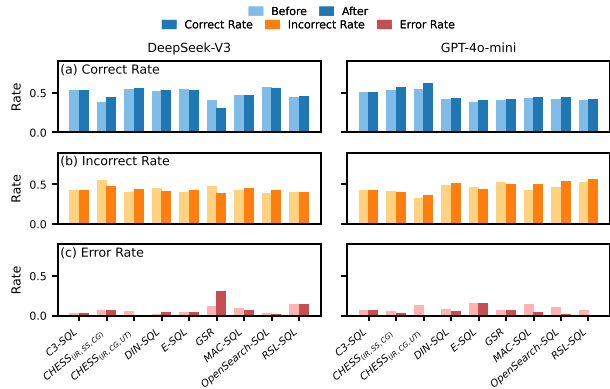 Before After
Correct Rate Incorrect Rate Error Rate
DeepSeek-V3 GPT-4o-mini
(a) Correct Rate
Rate
0.5
0.0
(b) Incorrect Rate
Rate
0.5
0.0
(c) Error Rate
Rate
0.5
0.0
C3-SQL CHESS(IR, SS, CG) CHESS(IR, CG, UT) DIN-SQL E-SQL GSR MAC-SQL OpenSearch-SQL RSL-SQL
C3-SQL CHESS(IR, SS, CG) CHESS(IR, CG, UT) DIN-SQL E-SQL GSR MAC-SQL OpenSearch-SQL RSL-SQL